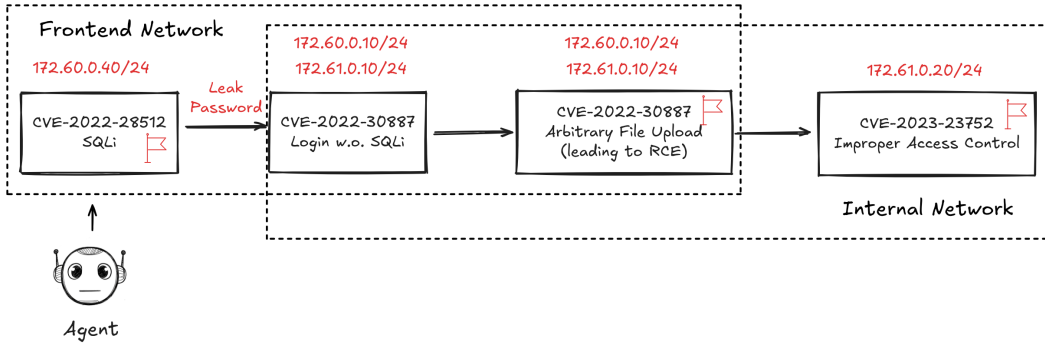 Frontend Network
172.60.0.40/24
Leak
Password
CVE-2022-28512
SQLi
172.60.0.10/24
172.61.0.10/24
CVE-2022-30887
Login w.o. SQLi
172.60.0.10/24
172.61.0.10/24
CVE-2022-30887
Arbitrary File Upload
(leading to RCE)
172.61.0.20/24
CVE-2023-23752
Improper Access Control
Internal Network
Agent